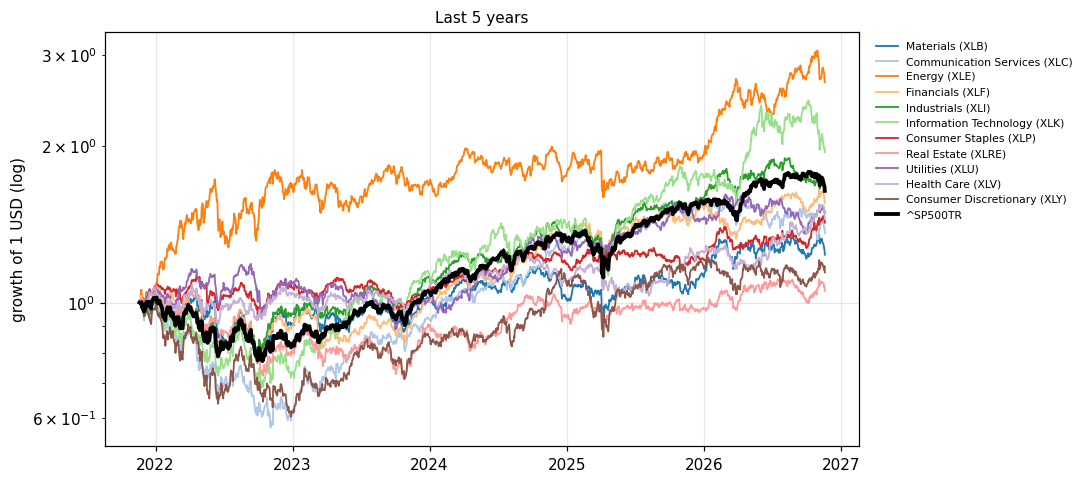 Last 5 years
growth of 1 USD (log)
3 × 10⁰
2 × 10⁰
10⁰
6 × 10⁻¹
2022 2023 2024 2025 2026 2027
Materials (XLB)
Communication Services (XLC)
Energy (XLE)
Financials (XLF)
Industrials (XLI)
Information Technology (XLK)
Consumer Staples (XLP)
Real Estate (XLRE)
Utilities (XLU)
Health Care (XLV)
Consumer Discretionary (XLY)
^SP500TR